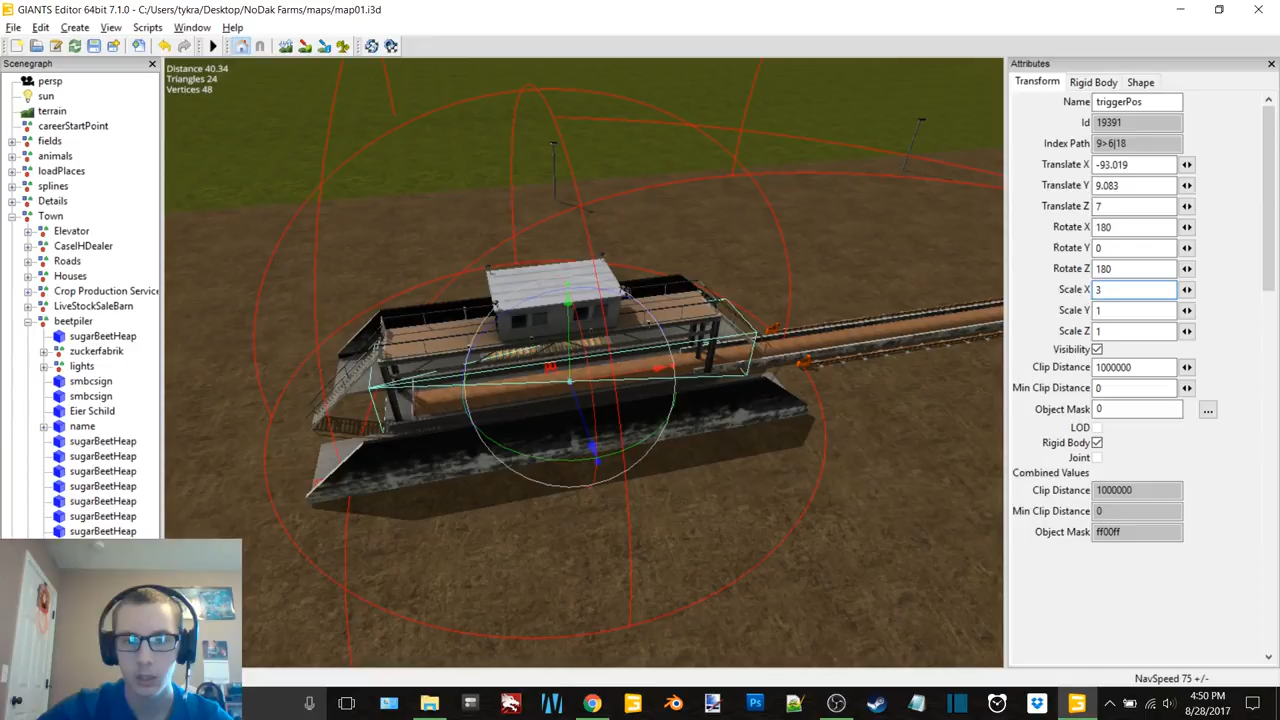 GIANTS Editor 64bit 7.1.0 - C:/Users/tykra/Desktop/NoDak Farms/maps/map01.i3d
File Edit Create View Scripts Window Help
Scenegraph
persp
sun
terrain
careerStartPoint
fields
animals
loadPlaces
splines
Details
Town
Elevator
CaseIHDealer
Roads
Houses
Crop Production Service
LiveStockSaleBarn
beetpiler
sugarBeetHeap
zuckerfabrik
lights
smbcsign
smbcsign
Eier Schild
name
sugarBeetHeap
sugarBeetHeap
sugarBeetHeap
sugarBeetHeap
sugarBeetHeap
sugarBeetHeap
sugarBeetHeap
Distance 40.34
Triangles 24
Vertices 48
Attributes
Transform Rigid Body Shape
Name triggerPos
Id 19391
Index Path 9>6|18
Translate X -93.019
Translate Y 9.083
Translate Z 7
Rotate X 180
Rotate Y 0
Rotate Z 180
Scale X 3
Scale Y 1
Scale Z 1
Visibility
Clip Distance 1000000
Min Clip Distance 0
Object Mask 0 ...
LOD
Rigid Body
Joint
Combined Values
Clip Distance 1000000
Min Clip Distance 0
Object Mask ff00ff
NavSpeed 75 +/-
4:50 PM
8/28/2017